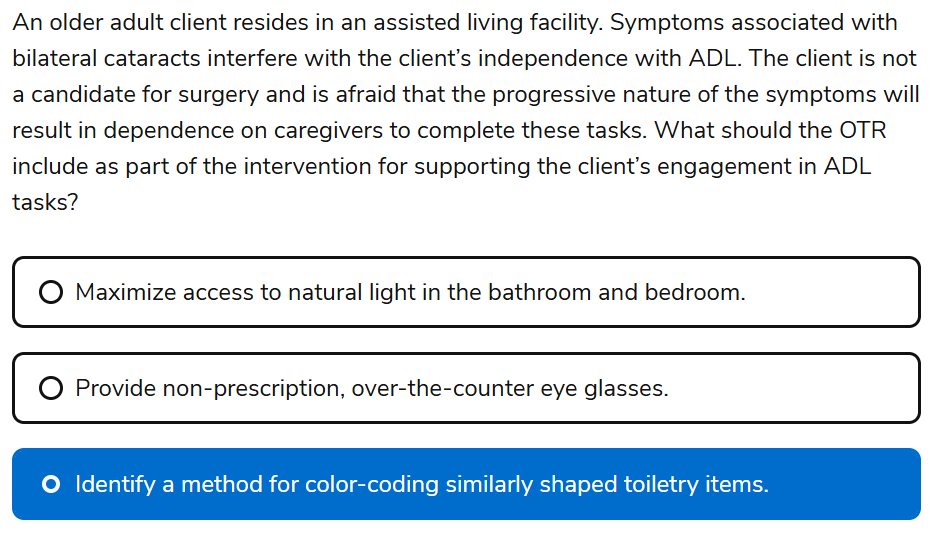 An older adult client resides in an assisted living facility. Symptoms associated with
bilateral cataracts interfere with the client’s independence with ADL. The client is not
a candidate for surgery and is afraid that the progressive nature of the symptoms will
result in dependence on caregivers to complete these tasks. What should the OTR
include as part of the intervention for supporting the client’s engagement in ADL
tasks?
Maximize access to natural light in the bathroom and bedroom.
Provide non-prescription, over-the-counter eye glasses.
Identify a method for color-coding similarly shaped toiletry items.